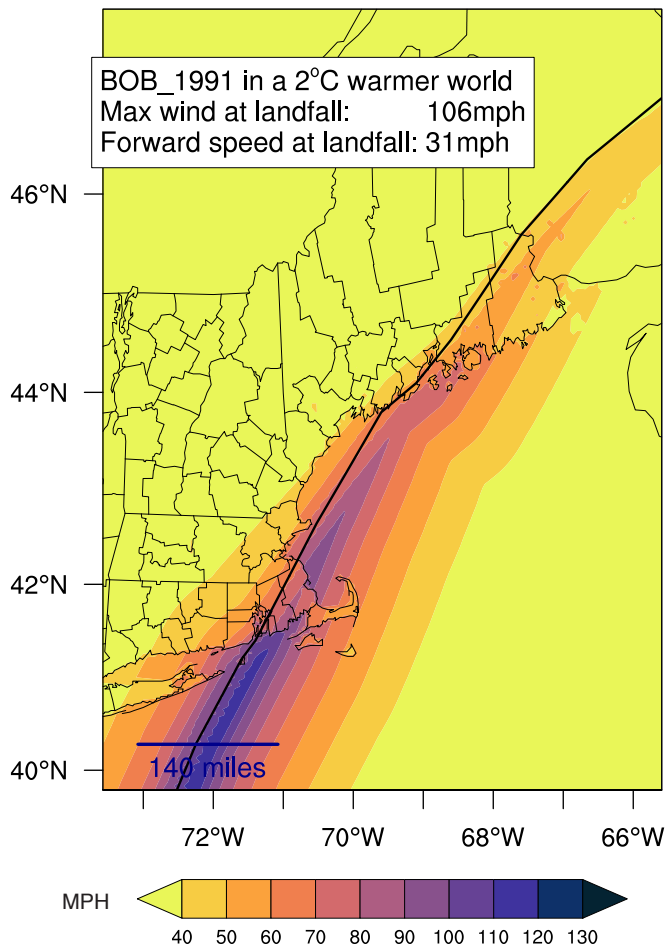 BOB_1991 in a 2°C warmer world
Max wind at landfall: 106mph
Forward speed at landfall: 31mph
46°N
44°N
42°N
40°N
140 miles
72°W 70°W 68°W 66°W
MPH
40 50 60 70 80 90 100 110 120 130